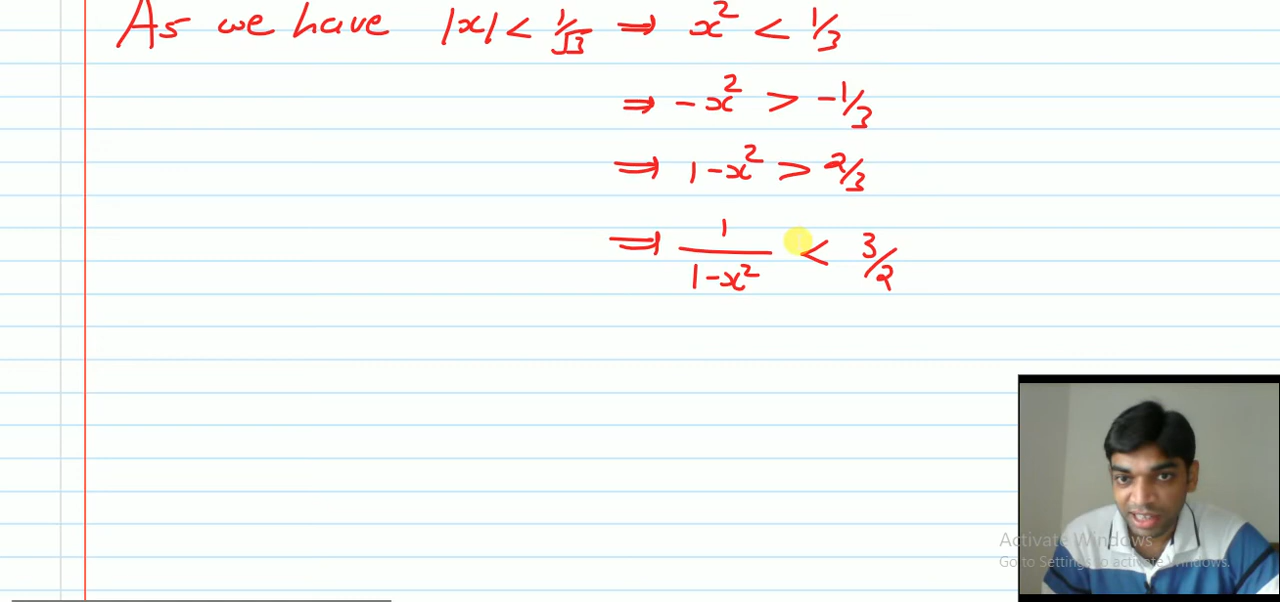 As we have |x| < 1/√3 ⇒ x² < 1/3
⇒ -x² > -1/3
⇒ 1-x² > 2/3
⇒ 1/(1-x²) < 3/2
Activate Windows
Go to Settings to activate Windows.